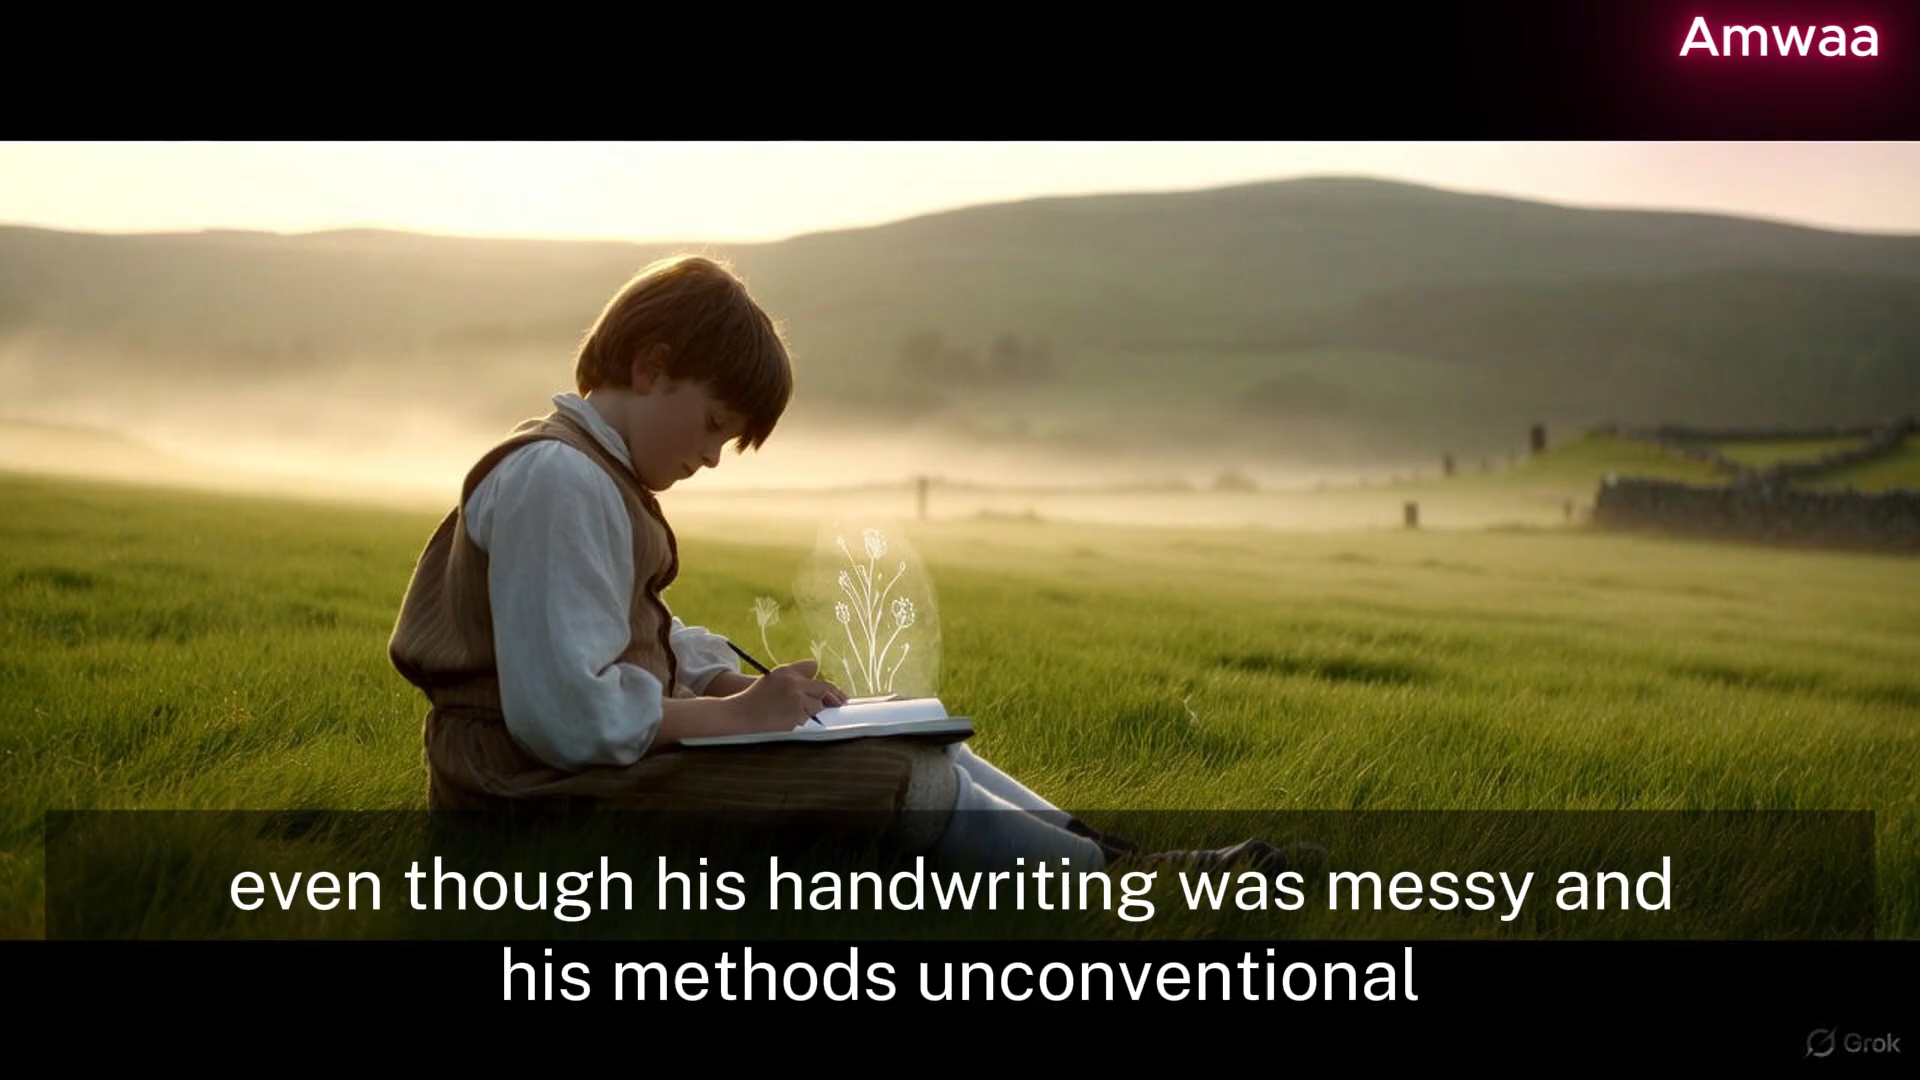 Amwaa
even though his handwriting was messy and
his methods unconventional
Grok